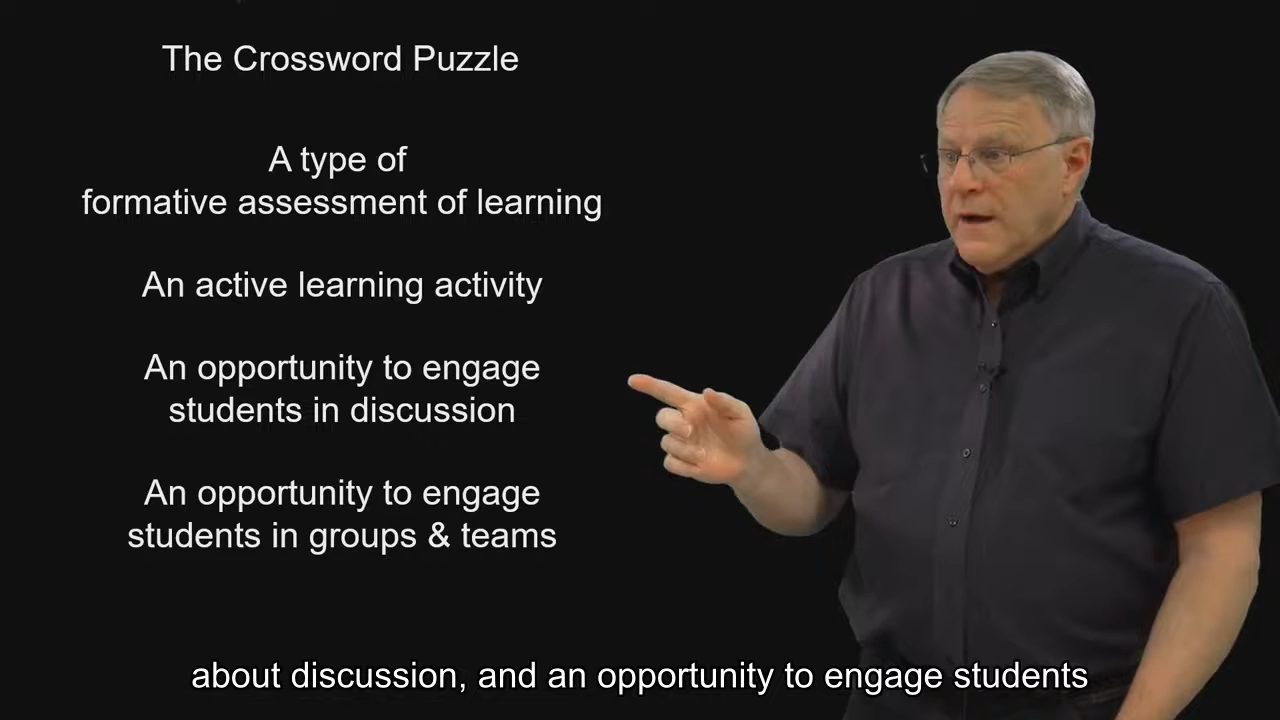 The Crossword Puzzle
A type of
formative assessment of learning
An active learning activity
An opportunity to engage
students in discussion
An opportunity to engage
students in groups & teams
about discussion, and an opportunity to engage students